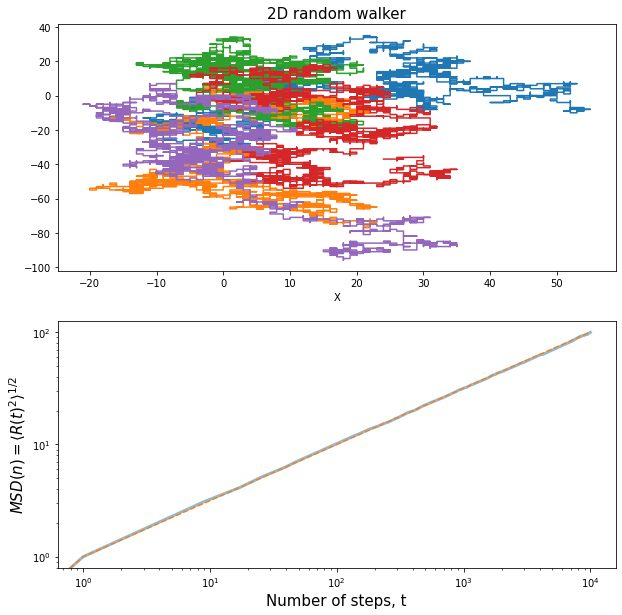 2D random walker
40
20
0
−20
−40
−60
−80
−100
−20 −10 0 10 20 30 40 50
X
10²
10¹
10⁰
MSD(n) = ⟨R(t)²⟩^{1/2}
10⁰ 10¹ 10² 10³ 10⁴
Number of steps, t